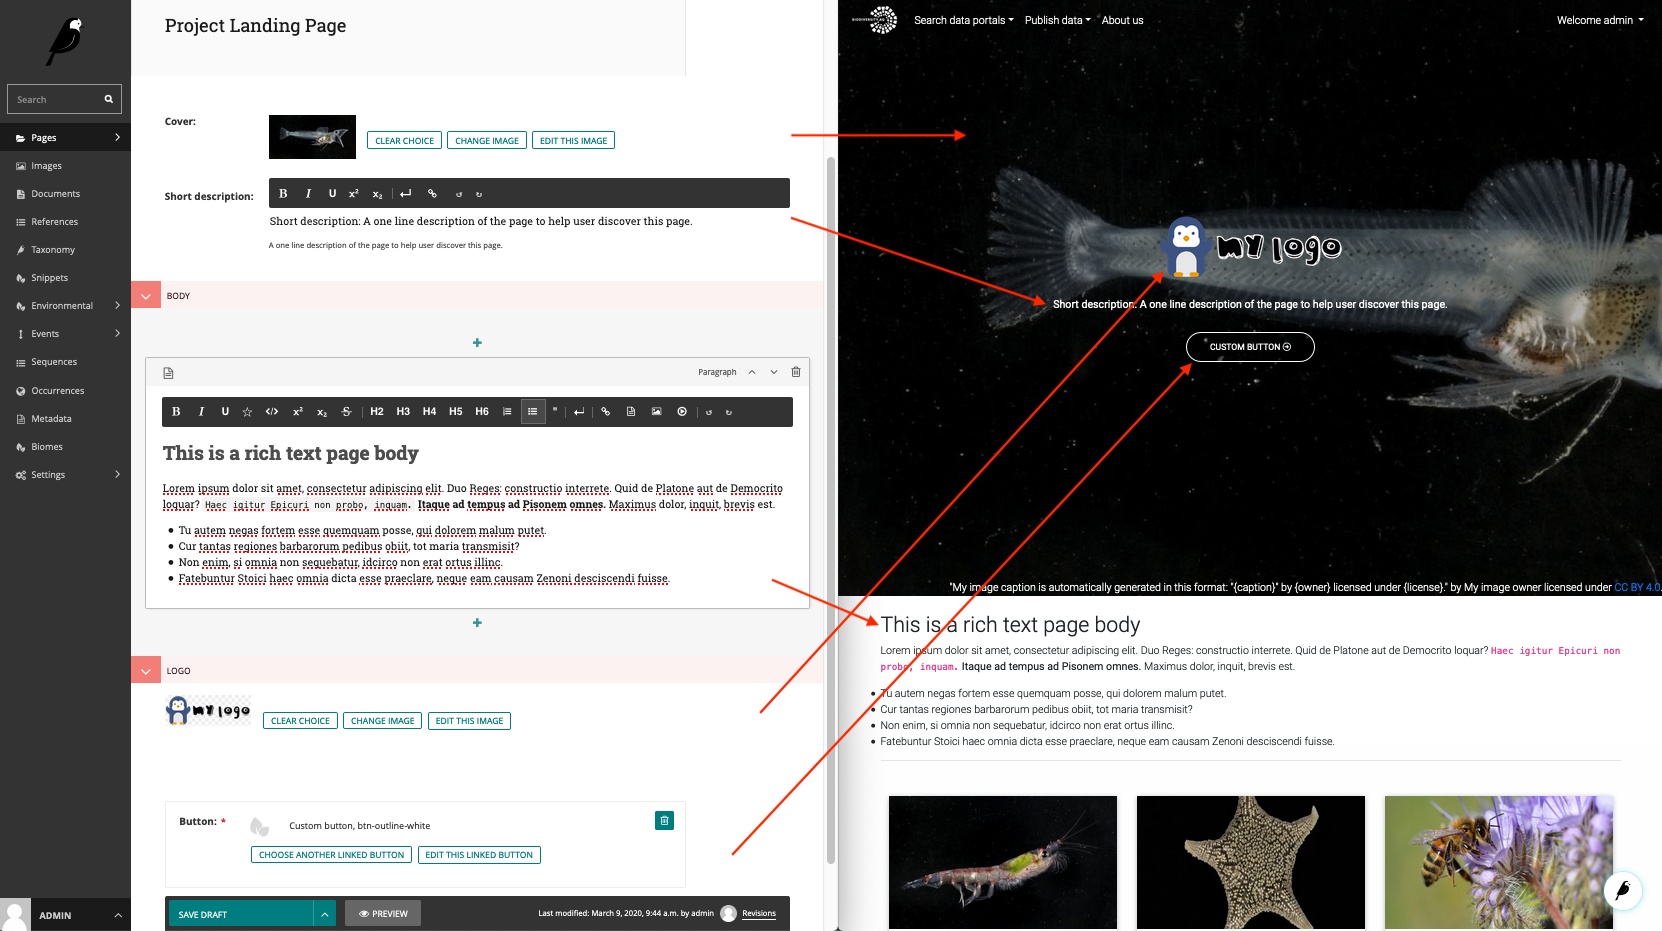 Search
Pages
Images
Documents
References
Taxonomy
Snippets
Environmental
Events
Sequences
Occurrences
Metadata
Biomes
Settings
ADMIN
Project Landing Page
Cover:
CLEAR CHOICE CHANGE IMAGE EDIT THIS IMAGE
Short description:
B I U x² x₂
Short description: A one line description of the page to help user discover this page.
A one line description of the page to help user discover this page.
BODY
+
Paragraph
B I U </> x² x₂ S H2 H3 H4 H5 H6 "
This is a rich text page body
Lorem ipsum dolor sit amet, consectetur adipiscing elit. Duo Reges: constructio interrete. Quid de Platone aut de Democrito
loquar? Haec igitur Epicuri non probo, inquam. Itaque ad tempus ad Pisonem omnes. Maximus dolor, inquit, brevis est.
• Tu autem negas fortem esse quemquam posse, qui dolorem malum putet.
• Cur tantas regiones barbarorum pedibus obiit, tot maria transmisit?
• Non enim, si omnia non sequebatur, idcirco non erat ortus illinc.
• Fatebuntur Stoici haec omnia dicta esse praeclare, neque eam causam Zenoni desciscendi fuisse.
+
LOGO
my logo
CLEAR CHOICE CHANGE IMAGE EDIT THIS IMAGE
Button: *
Custom button, btn-outline-white
CHOOSE ANOTHER LINKED BUTTON EDIT THIS LINKED BUTTON
SAVE DRAFT PREVIEW Last modified: March 9, 2020, 9:44 a.m. by admin Revisions
Search data portals Publish data About us Welcome admin
my logo
Short description: A one line description of the page to help user discover this page.
CUSTOM BUTTON
"My image caption is automatically generated in this format: "{caption}" by {owner} licensed under {license}." by My image owner licensed under CC BY 4.0.
This is a rich text page body
Lorem ipsum dolor sit amet, consectetur adipiscing elit. Duo Reges: constructio interrete. Quid de Platone aut de Democrito loquar? Haec igitur Epicuri non
probo, inquam. Itaque ad tempus ad Pisonem omnes. Maximus dolor, inquit, brevis est.
• Tu autem negas fortem esse quemquam posse, qui dolorem malum putet.
• Cur tantas regiones barbarorum pedibus obiit, tot maria transmisit?
• Non enim, si omnia non sequebatur, idcirco non erat ortus illinc.
• Fatebuntur Stoici haec omnia dicta esse praeclare, neque eam causam Zenoni desciscendi fuisse.